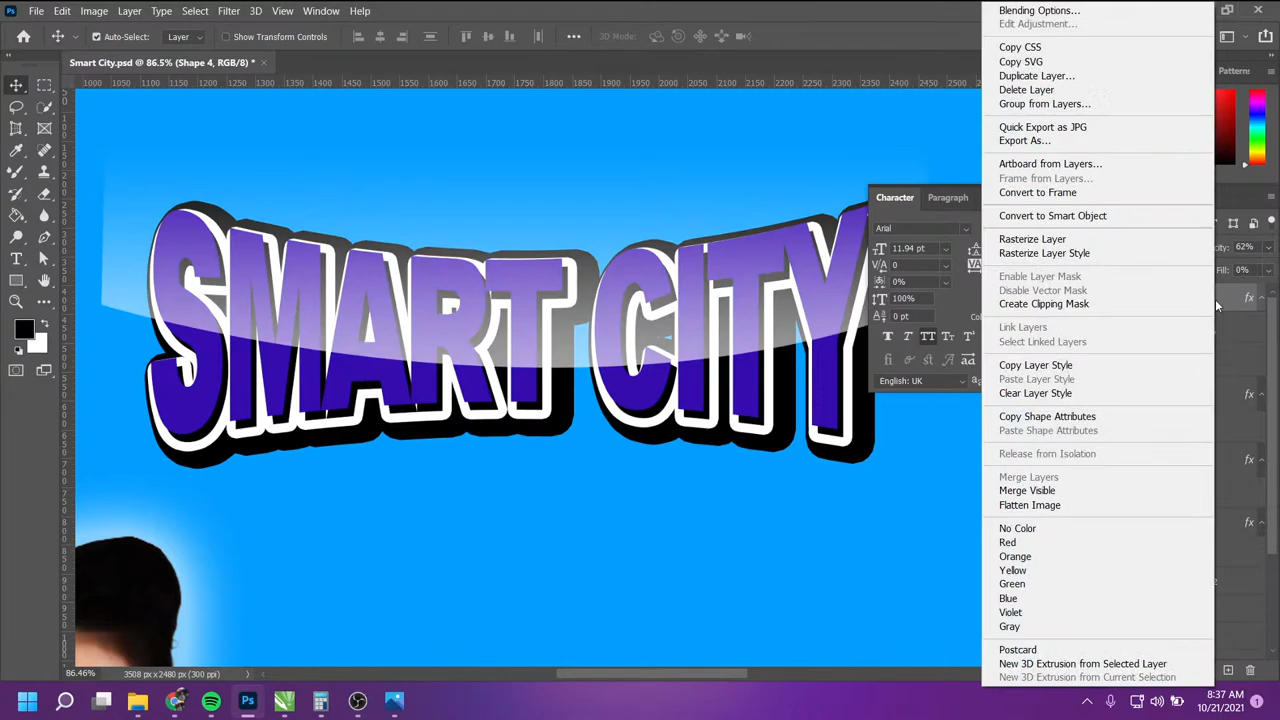 File Edit Image Layer Type Select Filter 3D View Window Help
Auto-Select: Layer Show Transform Controls 3D Mode:
Smart City.psd @ 86.5% (Shape 4, RGB/8) *
1000 1050 1100 1150 1200 1250 1300 1350 1400 1450 1500 1550 1600 1650 1700 1750 1800 1850 1900 1950 2000 2050 2100 2150 2200 2250 2300 2350 2400 2450 2500
SMART CITY
Character Paragraph
Arial
11.94 pt
0
0%
100%
0 pt
English: UK
Blending Options...
Edit Adjustment...
Copy CSS
Copy SVG
Duplicate Layer...
Delete Layer
Group from Layers...
Quick Export as JPG
Export As...
Artboard from Layers...
Frame from Layers...
Convert to Frame
Convert to Smart Object
Rasterize Layer
Rasterize Layer Style
Enable Layer Mask
Disable Vector Mask
Create Clipping Mask
Link Layers
Select Linked Layers
Copy Layer Style
Paste Layer Style
Clear Layer Style
Copy Shape Attributes
Paste Shape Attributes
Release from Isolation
Merge Layers
Merge Visible
Flatten Image
No Color
Red
Orange
Yellow
Green
Blue
Violet
Gray
Postcard
New 3D Extrusion from Selected Layer
New 3D Extrusion from Current Selection
Patterns
62%
Fill: 0%
fx
fx
fx
fx
86.46% 3508 px x 2480 px (300 ppi)
8:37 AM
10/21/2021